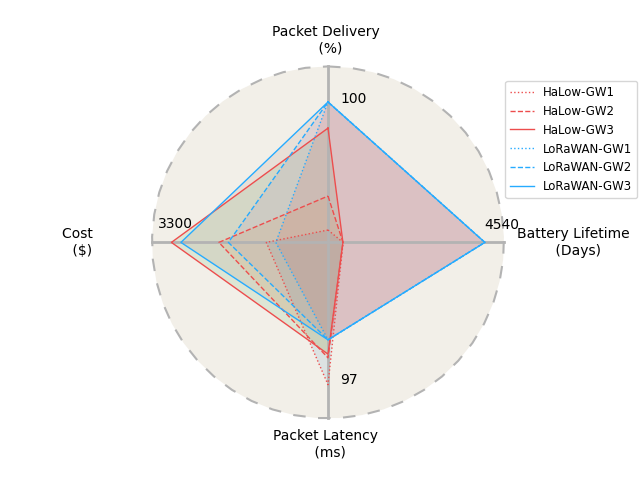 Packet Delivery
(%)
100
HaLow-GW1
HaLow-GW2
HaLow-GW3
LoRaWAN-GW1
LoRaWAN-GW2
LoRaWAN-GW3
3300
4540
Cost
($)
Battery Lifetime
(Days)
97
Packet Latency
(ms)